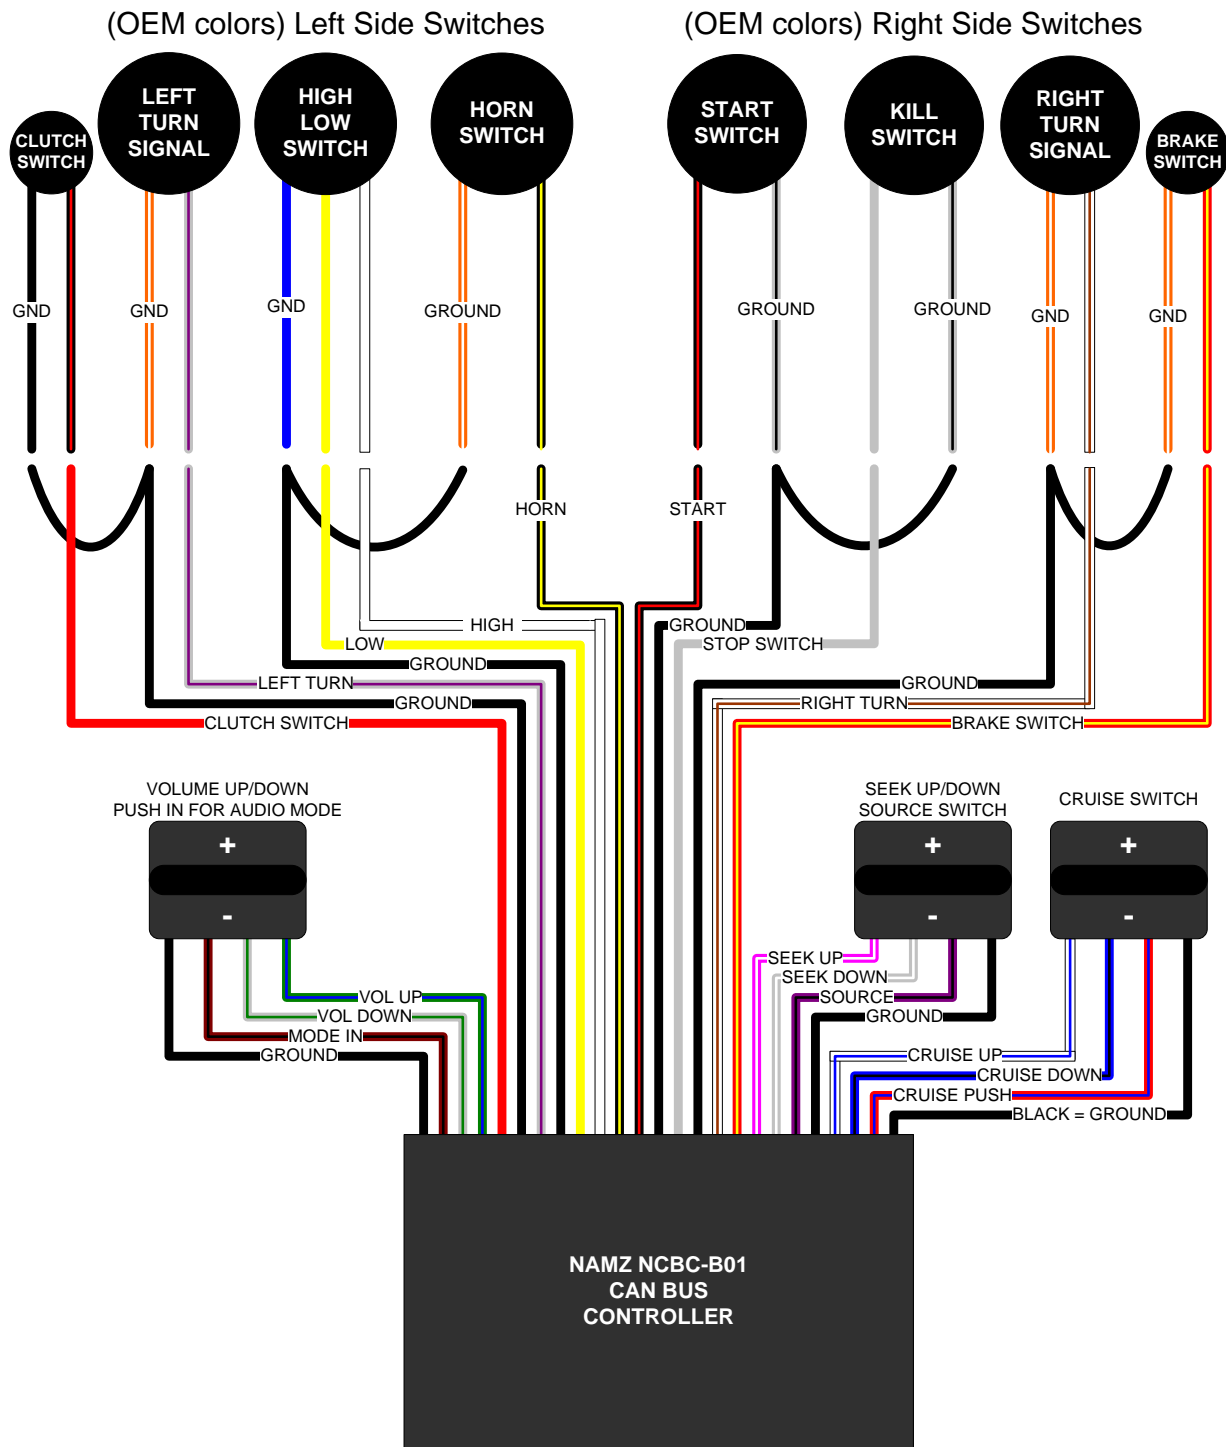 (OEM colors) Left Side Switches
(OEM colors) Right Side Switches
CLUTCH
SWITCH
LEFT
TURN
SIGNAL
HIGH
LOW
SWITCH
HORN
SWITCH
START
SWITCH
KILL
SWITCH
RIGHT
TURN
SIGNAL
BRAKE
SWITCH
GND
GND
GND
GROUND
GROUND
GROUND
GND
GND
HORN
START
HIGH
LOW
GROUND
LEFT TURN
GROUND
CLUTCH SWITCH
GROUND
STOP SWITCH
GROUND
RIGHT TURN
BRAKE SWITCH
VOLUME UP/DOWN
PUSH IN FOR AUDIO MODE
+
-
VOL UP
VOL DOWN
MODE IN
GROUND
SEEK UP/DOWN
SOURCE SWITCH
+
-
SEEK UP
SEEK DOWN
SOURCE
GROUND
CRUISE SWITCH
+
-
CRUISE UP
CRUISE DOWN
CRUISE PUSH
BLACK = GROUND
NAMZ NCBC-B01
CAN BUS
CONTROLLER